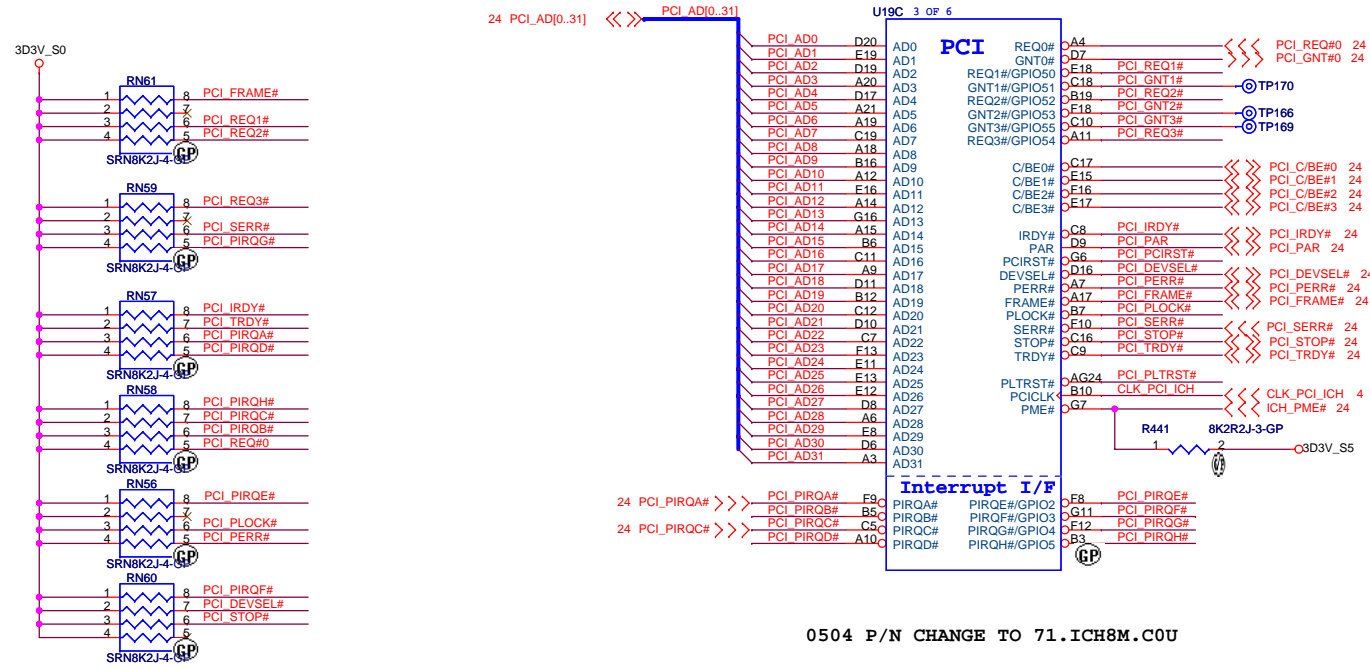 3D3V_S0
RN61
1 8 PCI_FRAME#
2 7
3 6 PCI_REQ1#
4 5 PCI_REQ2#
SRN8K2J-4-GP
GP
RN59
1 8 PCI_REQ3#
2 7
3 6 PCI_SERR#
4 5 PCI_PIRQG#
SRN8K2J-4-GP
GP
RN57
1 8 PCI_IRDY#
2 7 PCI_TRDY#
3 6 PCI_PIRQA#
4 5 PCI_PIRQD#
SRN8K2J-4-GP
GP
RN58
1 8 PCI_PIRQH#
2 7 PCI_PIRQC#
3 6 PCI_PIRQB#
4 5 PCI_REQ#0
SRN8K2J-4-GP
GP
RN56
1 8 PCI_PIRQE#
2 7
3 6 PCI_PLOCK#
4 5 PCI_PERR#
SRN8K2J-4-GP
GP
RN60
1 8 PCI_PIRQF#
2 7 PCI_DEVSEL#
3 6 PCI_STOP#
4 5
SRN8K2J-4-GP
GP
24 PCI_AD[0..31] PCI_AD[0..31]
U19C 3 OF 6
PCI
PCI_AD0 D20 AD0
PCI_AD1 E19 AD1
PCI_AD2 D19 AD2
PCI_AD3 A20 AD3
PCI_AD4 D17 AD4
PCI_AD5 A21 AD5
PCI_AD6 A19 AD6
PCI_AD7 C19 AD7
PCI_AD8 A18 AD8
PCI_AD9 B16 AD9
PCI_AD10 A12 AD10
PCI_AD11 E16 AD11
PCI_AD12 A14 AD12
PCI_AD13 G16 AD13
PCI_AD14 A15 AD14
PCI_AD15 B6 AD15
PCI_AD16 C11 AD16
PCI_AD17 A9 AD17
PCI_AD18 D11 AD18
PCI_AD19 B12 AD19
PCI_AD20 C12 AD20
PCI_AD21 D10 AD21
PCI_AD22 C7 AD22
PCI_AD23 F13 AD23
PCI_AD24 E11 AD24
PCI_AD25 E13 AD25
PCI_AD26 E12 AD26
PCI_AD27 D8 AD27
PCI_AD28 A6 AD28
PCI_AD29 E8 AD29
PCI_AD30 D6 AD30
PCI_AD31 A3 AD31
REQ0# A4 PCI_REQ#0 24
GNT0# D7 PCI_GNT#0 24
REQ1#/GPIO50 E18 PCI_REQ1#
GNT1#/GPIO51 C18 PCI_GNT1# TP170
REQ2#/GPIO52 B19 PCI_REQ2#
GNT2#/GPIO53 F18 PCI_GNT2# TP166
GNT3#/GPIO55 C10 PCI_GNT3# TP169
REQ3#/GPIO54 A11 PCI_REQ3#
C/BE0# C17 PCI_C/BE#0 24
C/BE1# E15 PCI_C/BE#1 24
C/BE2# F16 PCI_C/BE#2 24
C/BE3# E17 PCI_C/BE#3 24
IRDY# C8 PCI_IRDY# PCI_IRDY# 24
PAR D9 PCI_PAR PCI_PAR 24
PCIRST# G6 PCI_PCIRST#
DEVSEL# D16 PCI_DEVSEL# PCI_DEVSEL# 24
PERR# A7 PCI_PERR# PCI_PERR# 24
FRAME# A17 PCI_FRAME# PCI_FRAME# 24
PLOCK# B7 PCI_PLOCK#
SERR# F10 PCI_SERR# PCI_SERR# 24
STOP# C16 PCI_STOP# PCI_STOP# 24
TRDY# C9 PCI_TRDY# PCI_TRDY# 24
PLTRST# AG24 PCI_PLTRST#
PCICLK B10 CLK_PCI_ICH CLK_PCI_ICH 4
PME# G7 ICH_PME# 24
R441 8K2R2J-3-GP
1 2 3D3V_S5
Interrupt I/F
24 PCI_PIRQA# PCI_PIRQA# F9 PIRQA#
PCI_PIRQB# B5 PIRQB#
24 PCI_PIRQC# PCI_PIRQC# C5 PIRQC#
PCI_PIRQD# A10 PIRQD#
PIRQE#/GPIO2 F8 PCI_PIRQE#
PIRQF#/GPIO3 G11 PCI_PIRQF#
PIRQG#/GPIO4 F12 PCI_PIRQG#
PIRQH#/GPIO5 B3 PCI_PIRQH#
GP
0504 P/N CHANGE TO 71.ICH8M.C0U